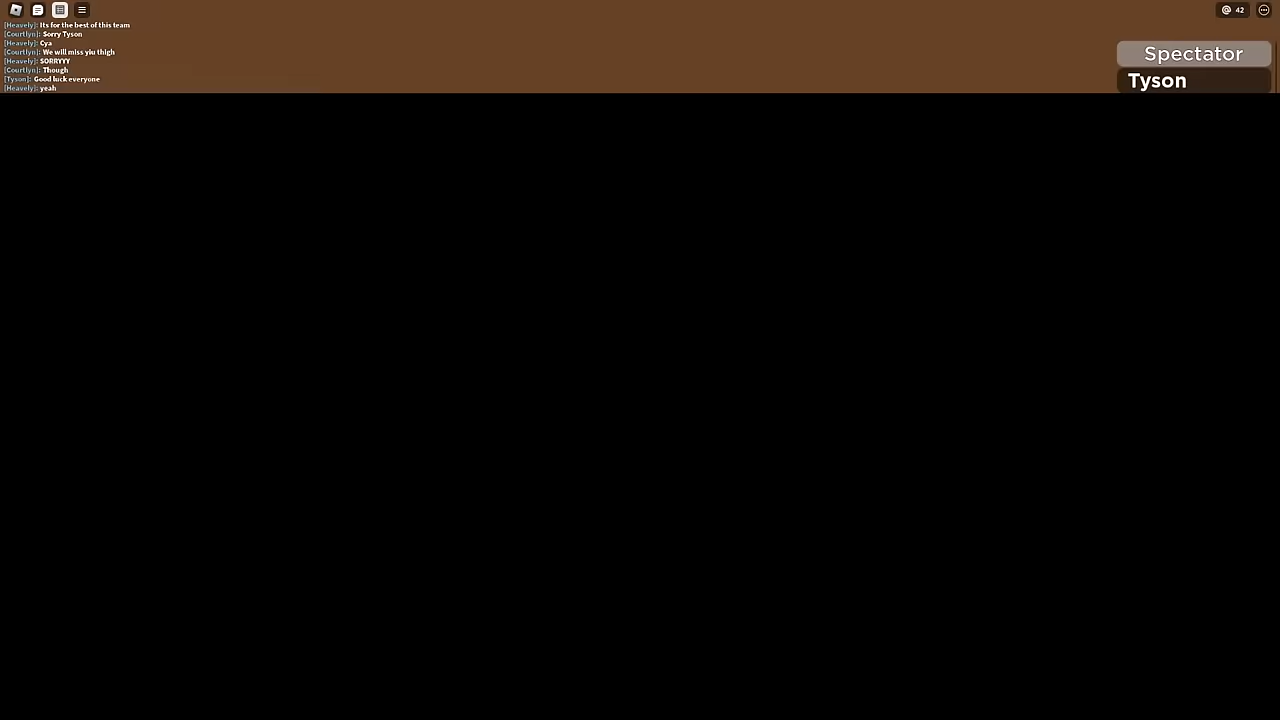 @ 42
[Heavely]: Its for the best of this team
[Courtlyn]: Sorry Tyson
[Heavely]: Cya
[Courtlyn]: We will miss yiu thigh
[Heavely]: SORRYYY
[Courtlyn]: Though
[Tyson]: Good luck everyone
[Heavely]: yeah
Spectator
Tyson